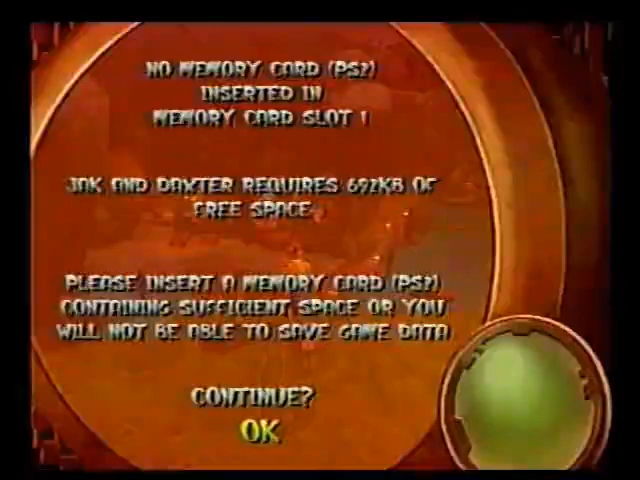 NO MEMORY CARD (PS2)
INSERTED IN
MEMORY CARD SLOT 1
JAK AND DAXTER REQUIRES 692KB OF
FREE SPACE
PLEASE INSERT A MEMORY CARD (PS2)
CONTAINING SUFFICIENT SPACE OR YOU
WILL NOT BE ABLE TO SAVE GAME DATA
CONTINUE?
OK